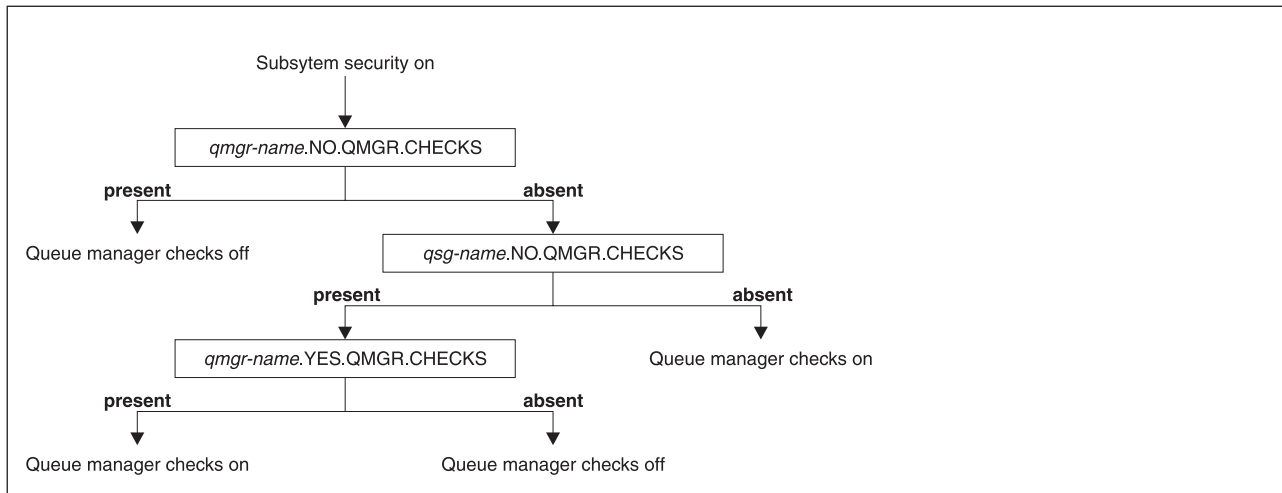 Subsytem security on
qmgr-name.NO.QMGR.CHECKS
present
absent
Queue manager checks off
qsg-name.NO.QMGR.CHECKS
present
absent
qmgr-name.YES.QMGR.CHECKS
Queue manager checks on
present
absent
Queue manager checks on
Queue manager checks off